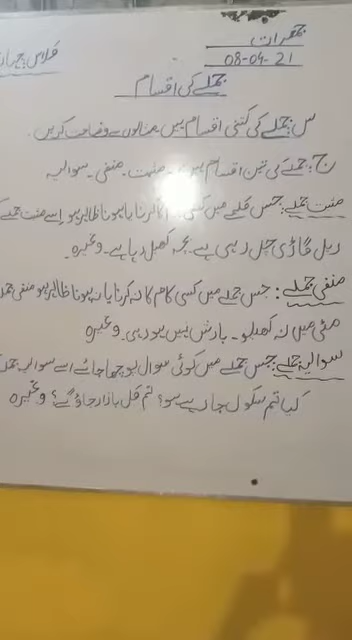 جمعرات
08-04-21
کلاس: چہارم
جملے کی اقسام
س: جملے کی کتنی اقسام ہیں مثالوں سے وضاحت کریں۔
ج: جملے کی تین اقسام ہیں۔ مثبت۔ منفی۔ سوالیہ
مثبت جملے: جس جملے میں کسی کام کا کرنا یا ہونا ظاہر ہو اسے مثبت جملہ
ریل گاڑی چل رہی ہے۔ بچہ کھیل رہا ہے۔ وغیرہ۔
منفی جملے: جس جملے میں کسی کام کا نہ کرنا یا نہ ہونا ظاہر ہو منفی جملہ
مٹی میں نہ کھیلو۔ بارش نہیں ہو رہی۔ وغیرہ
سوالیہ جملے: جس جملے میں کوئی سوال پوچھا جائے اسے سوالیہ جملہ
کیا تم سکول جا رہے ہو؟ تم کل بازار جاؤ گے؟ وغیرہ